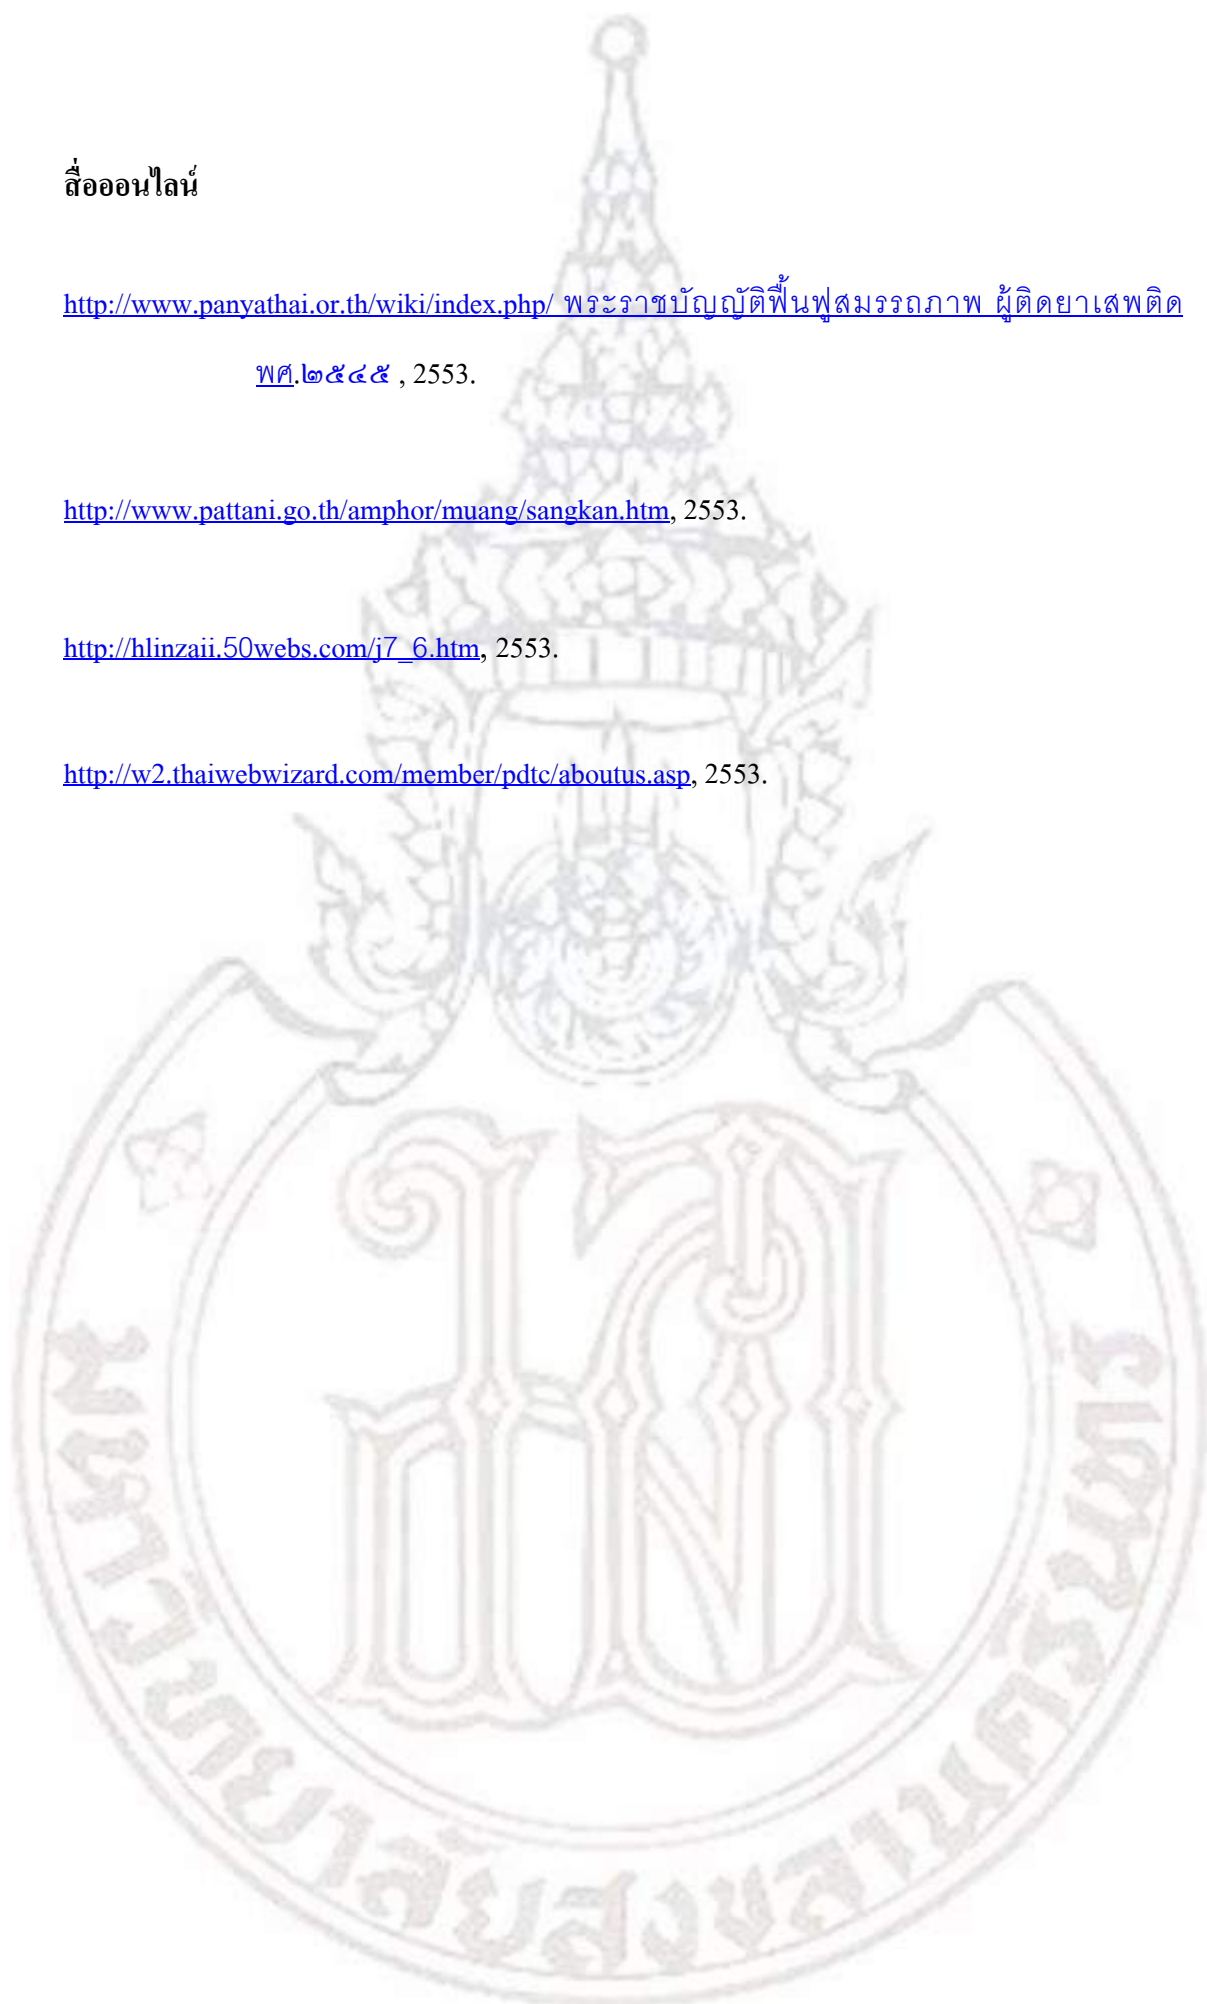 สื่อออนไลน์
http://www.panyathai.or.th/wiki/index.php/ พระราชบัญญัติฟื้นฟูสมรรถภาพ ผู้ติดยาเสพติด
พศ.๒๕๔๕ , 2553.
http://www.pattani.go.th/amphor/muang/sangkan.htm, 2553.
http://hlinzaii.50webs.com/j7_6.htm, 2553.
http://w2.thaiwebwizard.com/member/pdtc/aboutus.asp, 2553.
ม.อ.
มหาวิทยาลัยสงขลานครินทร์